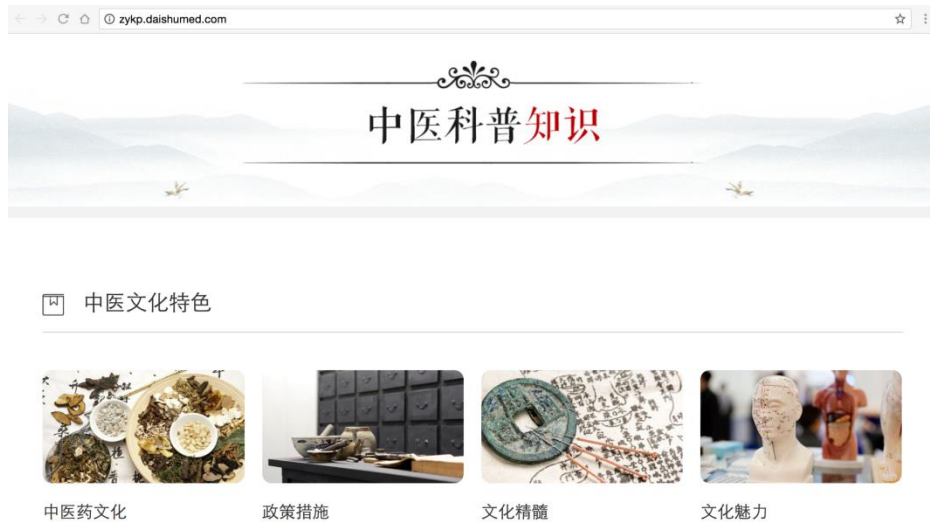 zykp.daishumed.com
中医科普知识
中医文化特色
中医药文化
政策措施
文化精髓
文化魅力